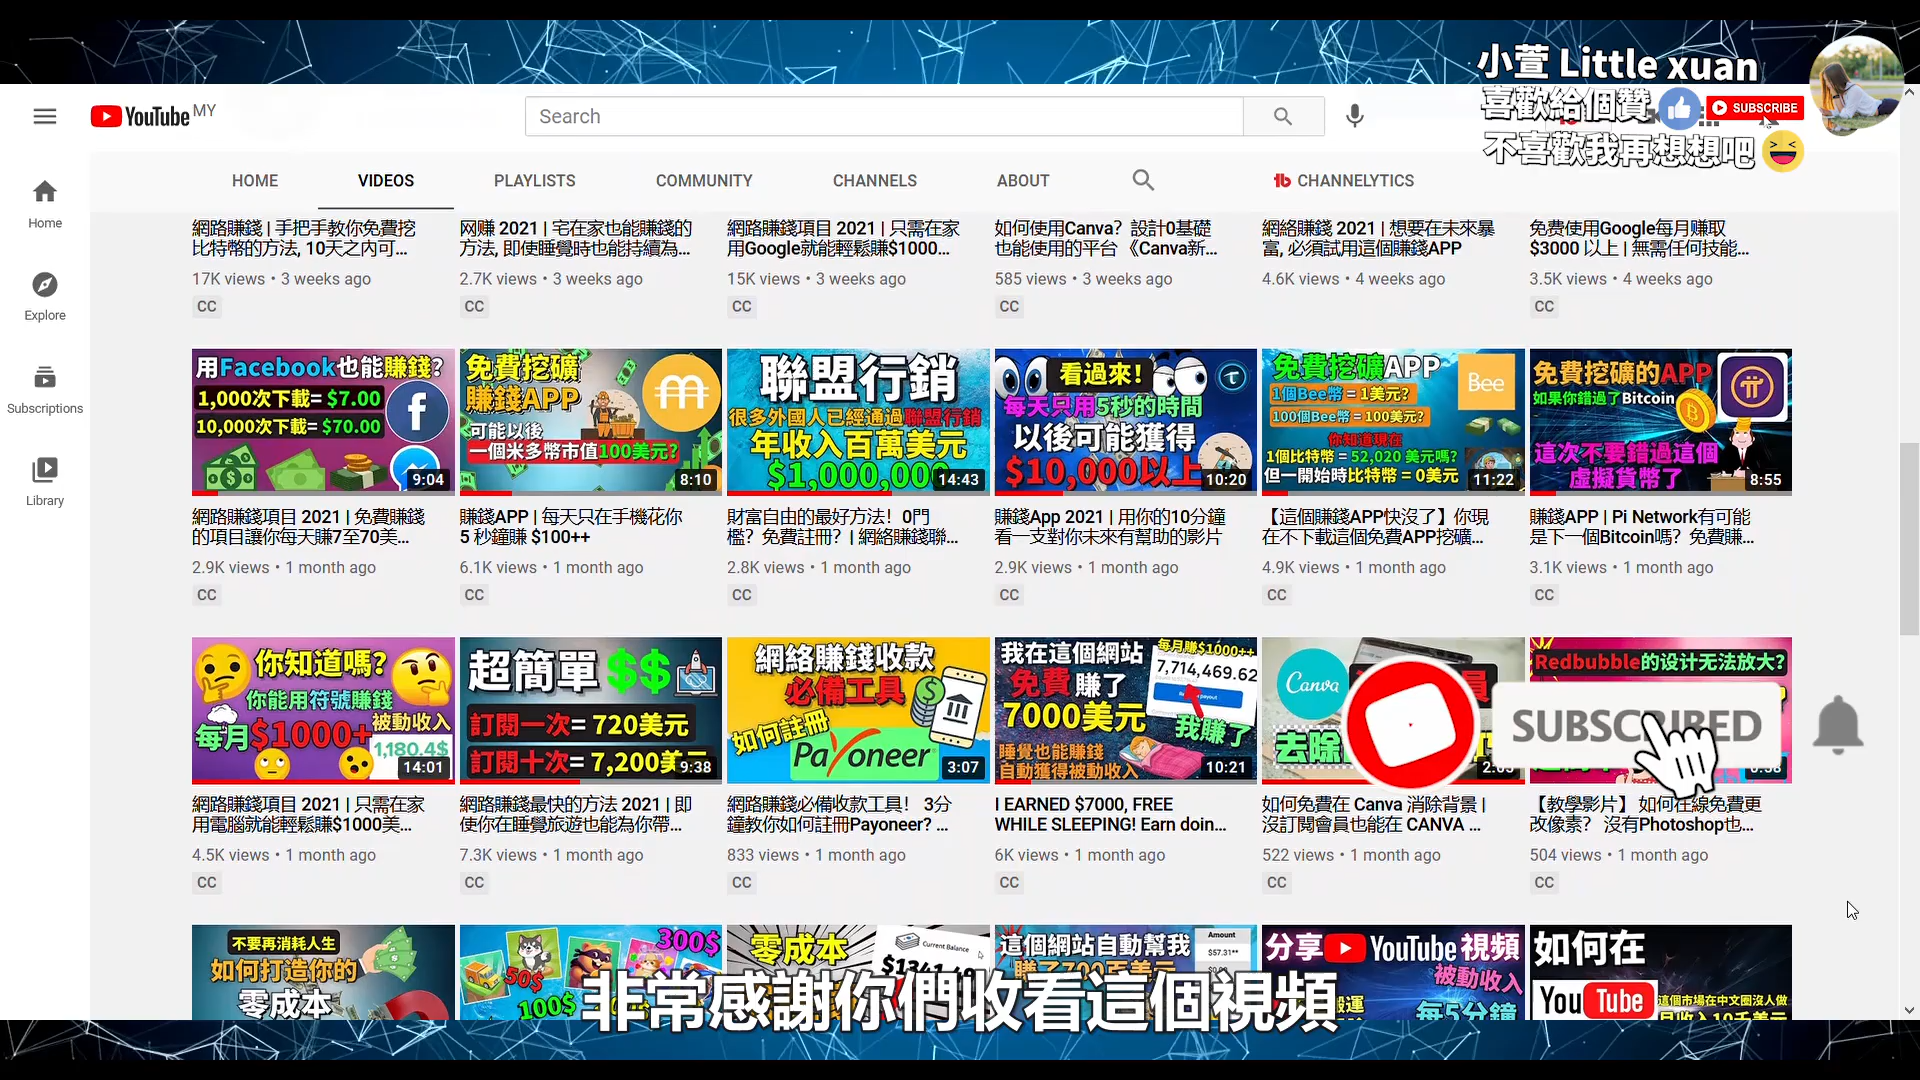 小萱 Little xuan
喜歡給個贊
SUBSCRIBE
不喜歡我再想想吧
YouTube MY
Search
HOME
VIDEOS
PLAYLISTS
COMMUNITY
CHANNELS
ABOUT
CHANNELYTICS
Home
Explore
Subscriptions
Library
網路賺錢 | 手把手教你免費挖
比特幣的方法, 10天之內可...
17K views • 3 weeks ago
CC
网赚 2021 | 宅在家也能賺錢的
方法, 即使睡覺時也能持續為...
2.7K views • 3 weeks ago
CC
網路賺錢項目 2021 | 只需在家
用Google就能輕鬆賺$1000...
15K views • 3 weeks ago
CC
如何使用Canva？設計0基礎
也能使用的平台 《Canva新...
585 views • 3 weeks ago
CC
網絡賺錢 2021 | 想要在未來暴
富, 必須試用這個賺錢APP
4.6K views • 4 weeks ago
CC
免费使用Google每月赚取
$3000 以上 | 無需任何技能...
3.5K views • 4 weeks ago
CC
用Facebook也能賺錢?
1,000次下載= $7.00
10,000次下載= $70.00
9:04
網路賺錢項目 2021 | 免費賺錢
的項目讓你每天賺7至70美...
2.9K views • 1 month ago
CC
免費挖礦
賺錢APP
可能以後
一個米多幣市值100美元?
8:10
賺錢APP | 每天只在手機花你
5 秒鐘賺 $100++
6.1K views • 1 month ago
CC
聯盟行銷
很多外國人已經通過聯盟行銷
年收入百萬美元
$1,000,000
14:43
財富自由的最好方法！0門
檻？免費註冊？| 網絡賺錢聯...
2.8K views • 1 month ago
CC
看過來!
每天只用5秒的時間
以後可能獲得
$10,000以上
10:20
賺錢App 2021 | 用你的10分鐘
看一支對你未來有幫助的影片
2.9K views • 1 month ago
CC
免費挖礦APP
Bee
1個Bee幣 = 1美元?
100個Bee幣 = 100美元?
你知道現在
1個比特幣 = 52,020 美元嗎?
但一開始時比特幣 = 0美元
11:22
【這個賺錢APP快沒了】你現
在不下載這個免費APP挖礦...
4.9K views • 1 month ago
CC
免費挖礦的APP
如果你錯過了Bitcoin
這次不要錯過這個
虛擬貨幣了
8:55
賺錢APP | Pi Network有可能
是下一個Bitcoin嗎？免費賺...
3.1K views • 1 month ago
CC
你知道嗎?
你能用符號賺錢
被動收入
每月$1000+
1,180.4$
14:01
網路賺錢項目 2021 | 只需在家
用電腦就能輕鬆賺$1000美...
4.5K views • 1 month ago
CC
超簡單 $$
訂閱一次= 720美元
訂閱十次= 7,200美元
9:38
網路賺錢最快的方法 2021 | 即
使你在睡覺旅遊也能為你帶...
7.3K views • 1 month ago
CC
網絡賺錢收款
必備工具
如何註冊
Payoneer
3:07
網路賺錢必備收款工具！ 3分
鐘教你如何註冊Payoneer? ...
833 views • 1 month ago
CC
我在這個網站
每月賺$1000++
免費賺了
7,714,469.62
7000美元
我賺了
睡覺也能賺錢
自動獲得被動收入
10:21
I EARNED $7000, FREE
WHILE SLEEPING! Earn doin...
6K views • 1 month ago
CC
Canva
去除
如何免費在 Canva 消除背景 |
沒訂閱會員也能在 CANVA ...
522 views • 1 month ago
CC
Redbubble的设计无法放大?
SUBSCRIBED
【教學影片】 如何在線免費更
改像素？ 沒有Photoshop也...
504 views • 1 month ago
CC
不要再消耗人生
如何打造你的
零成本
300$
50$
100$
零成本
Current Balance
這個網站自動幫我
賺了700百美元
Amount
$57.31**
分享 YouTube 視頻
被動收入
每5分鐘
如何在
YouTube
這個市場在中文圈沒人做
月收入10千美元
非常感謝你們收看這個視頻